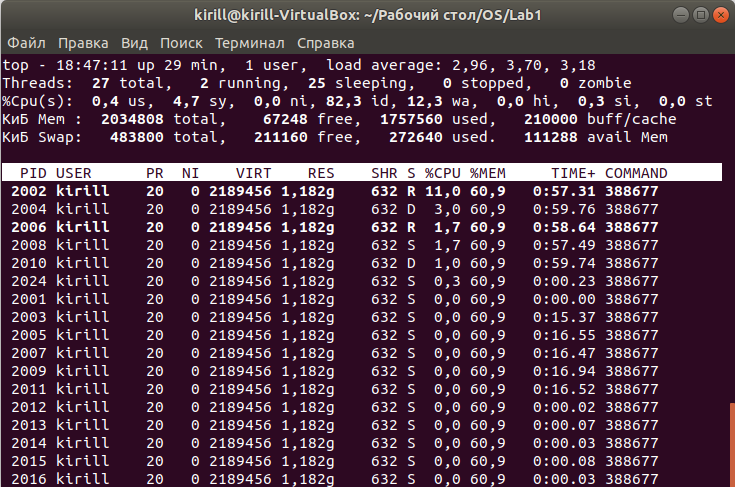 kirill@kirill-VirtualBox: ~/Рабочий стол/OS/Lab1
Файл Правка Вид Поиск Терминал Справка
top - 18:47:11 up 29 min,  1 user,  load average: 2,96, 3,70, 3,18
Threads:  27 total,   2 running,  25 sleeping,   0 stopped,   0 zombie
%Cpu(s):  0,4 us,  4,7 sy,  0,0 ni, 82,3 id, 12,3 wa,  0,0 hi,  0,3 si,  0,0 st
КиБ Mem :  2034808 total,    67248 free,  1757560 used,   210000 buff/cache
КиБ Swap:   483800 total,   211160 free,   272640 used.   111288 avail Mem
PID USER      PR  NI    VIRT    RES    SHR S %CPU %MEM     TIME+ COMMAND
2002 kirill    20   0 2189456 1,182g    632 R 11,0 60,9   0:57.31 388677
2004 kirill    20   0 2189456 1,182g    632 D  3,0 60,9   0:59.76 388677
2006 kirill    20   0 2189456 1,182g    632 R  1,7 60,9   0:58.64 388677
2008 kirill    20   0 2189456 1,182g    632 S  1,7 60,9   0:57.49 388677
2010 kirill    20   0 2189456 1,182g    632 D  1,0 60,9   0:59.74 388677
2024 kirill    20   0 2189456 1,182g    632 S  0,3 60,9   0:00.23 388677
2001 kirill    20   0 2189456 1,182g    632 S  0,0 60,9   0:00.00 388677
2003 kirill    20   0 2189456 1,182g    632 S  0,0 60,9   0:15.37 388677
2005 kirill    20   0 2189456 1,182g    632 S  0,0 60,9   0:16.55 388677
2007 kirill    20   0 2189456 1,182g    632 S  0,0 60,9   0:16.47 388677
2009 kirill    20   0 2189456 1,182g    632 S  0,0 60,9   0:16.94 388677
2011 kirill    20   0 2189456 1,182g    632 S  0,0 60,9   0:16.52 388677
2012 kirill    20   0 2189456 1,182g    632 S  0,0 60,9   0:00.02 388677
2013 kirill    20   0 2189456 1,182g    632 S  0,0 60,9   0:00.07 388677
2014 kirill    20   0 2189456 1,182g    632 S  0,0 60,9   0:00.03 388677
2015 kirill    20   0 2189456 1,182g    632 S  0,0 60,9   0:00.08 388677
2016 kirill    20   0 2189456 1,182g    632 S  0,0 60,9   0:00.03 388677